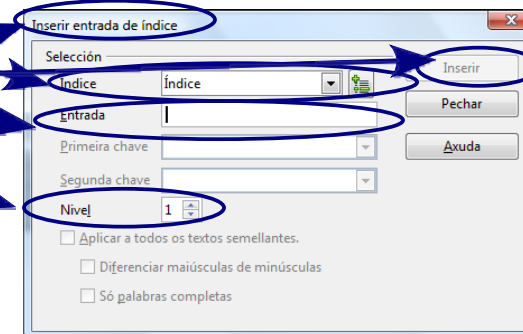 Inserir entrada de índice
Selección
Índice Índice
Inserir
Entrada
Pechar
Primeira chave
Axuda
Segunda chave
Nivel 1
Aplicar a todos os textos semellantes.
Diferenciar maiúsculas de minúsculas
Só palabras completas